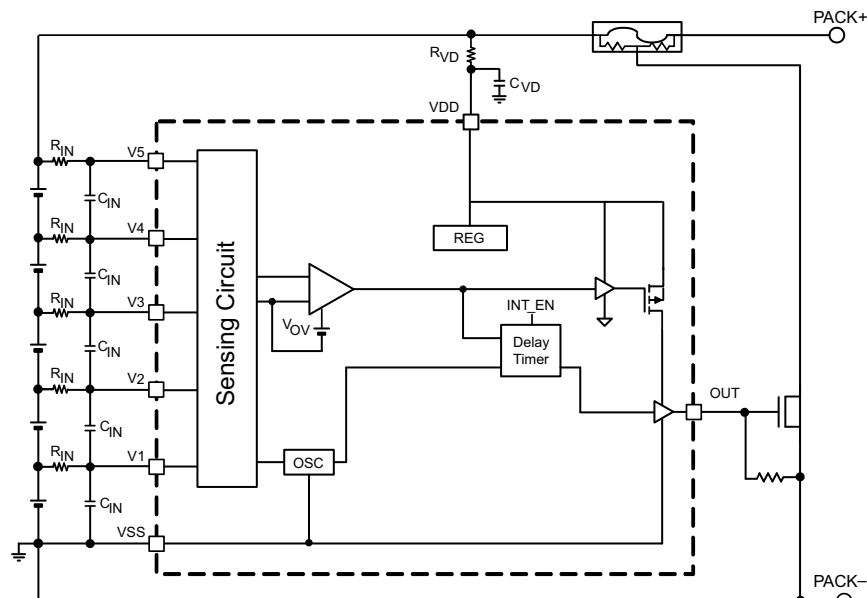 PACK+
RVD
CVD
VDD
RIN
V5
CIN
RIN
V4
REG
CIN
RIN
V3
Sensing Circuit
VOV
INT_EN
Delay
Timer
CIN
RIN
V2
OUT
CIN
RIN
V1
OSC
CIN
VSS
PACK–